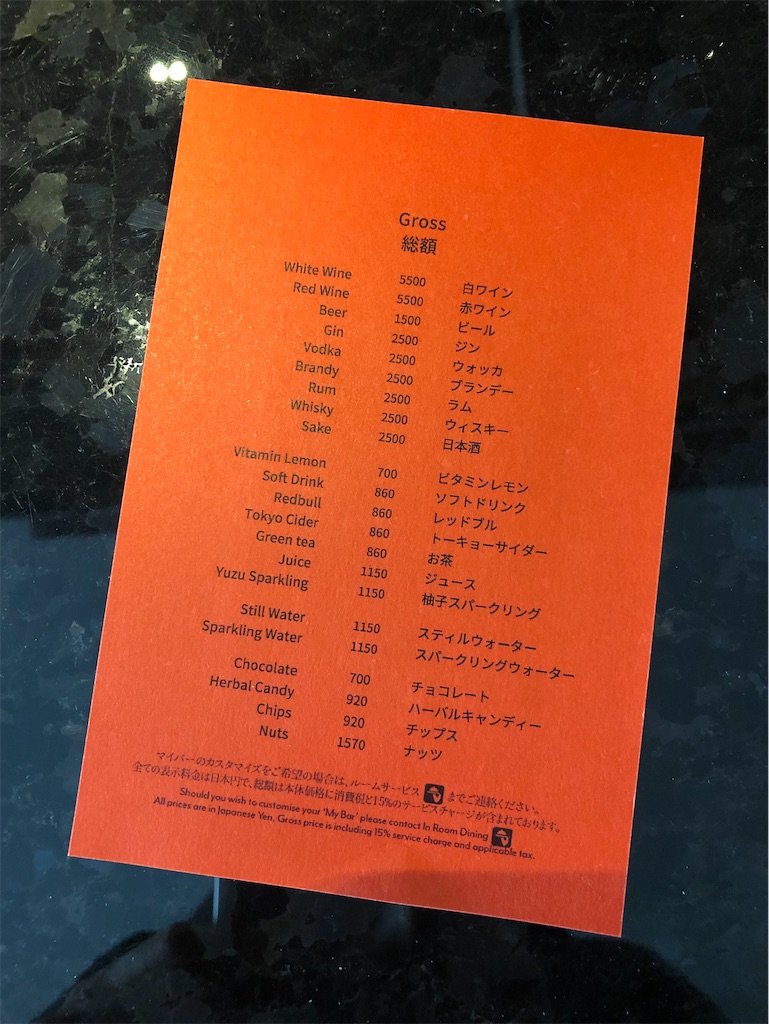 Gross
総額
White Wine 5500 白ワイン
Red Wine 5500 赤ワイン
Beer 1500 ビール
Gin 2500 ジン
Vodka 2500 ウォッカ
Brandy 2500 ブランデー
Rum 2500 ラム
Whisky 2500 ウィスキー
Sake 2500 日本酒
Vitamin Lemon 700 ビタミンレモン
Soft Drink 860 ソフトドリンク
Redbull 860 レッドブル
Tokyo Cider 860 トーキョーサイダー
Green tea 860 お茶
Juice 1150 ジュース
Yuzu Sparkling 1150 柚子スパークリング
Still Water 1150 スティルウォーター
Sparkling Water 1150 スパークリングウォーター
Chocolate 700 チョコレート
Herbal Candy 920 ハーバルキャンディー
Chips 920 チップス
Nuts 1570 ナッツ
マイバーのカスタマイズをご希望の場合は、ルームサービス までご連絡ください。
全ての表示料金は日本円で、総額は本体価格に消費税と15%のサービスチャージが含まれております。
Should you wish to customise your 'My Bar' please contact In Room Dining
All prices are in Japanese Yen, Gross price is including 15% service charge and applicable tax.